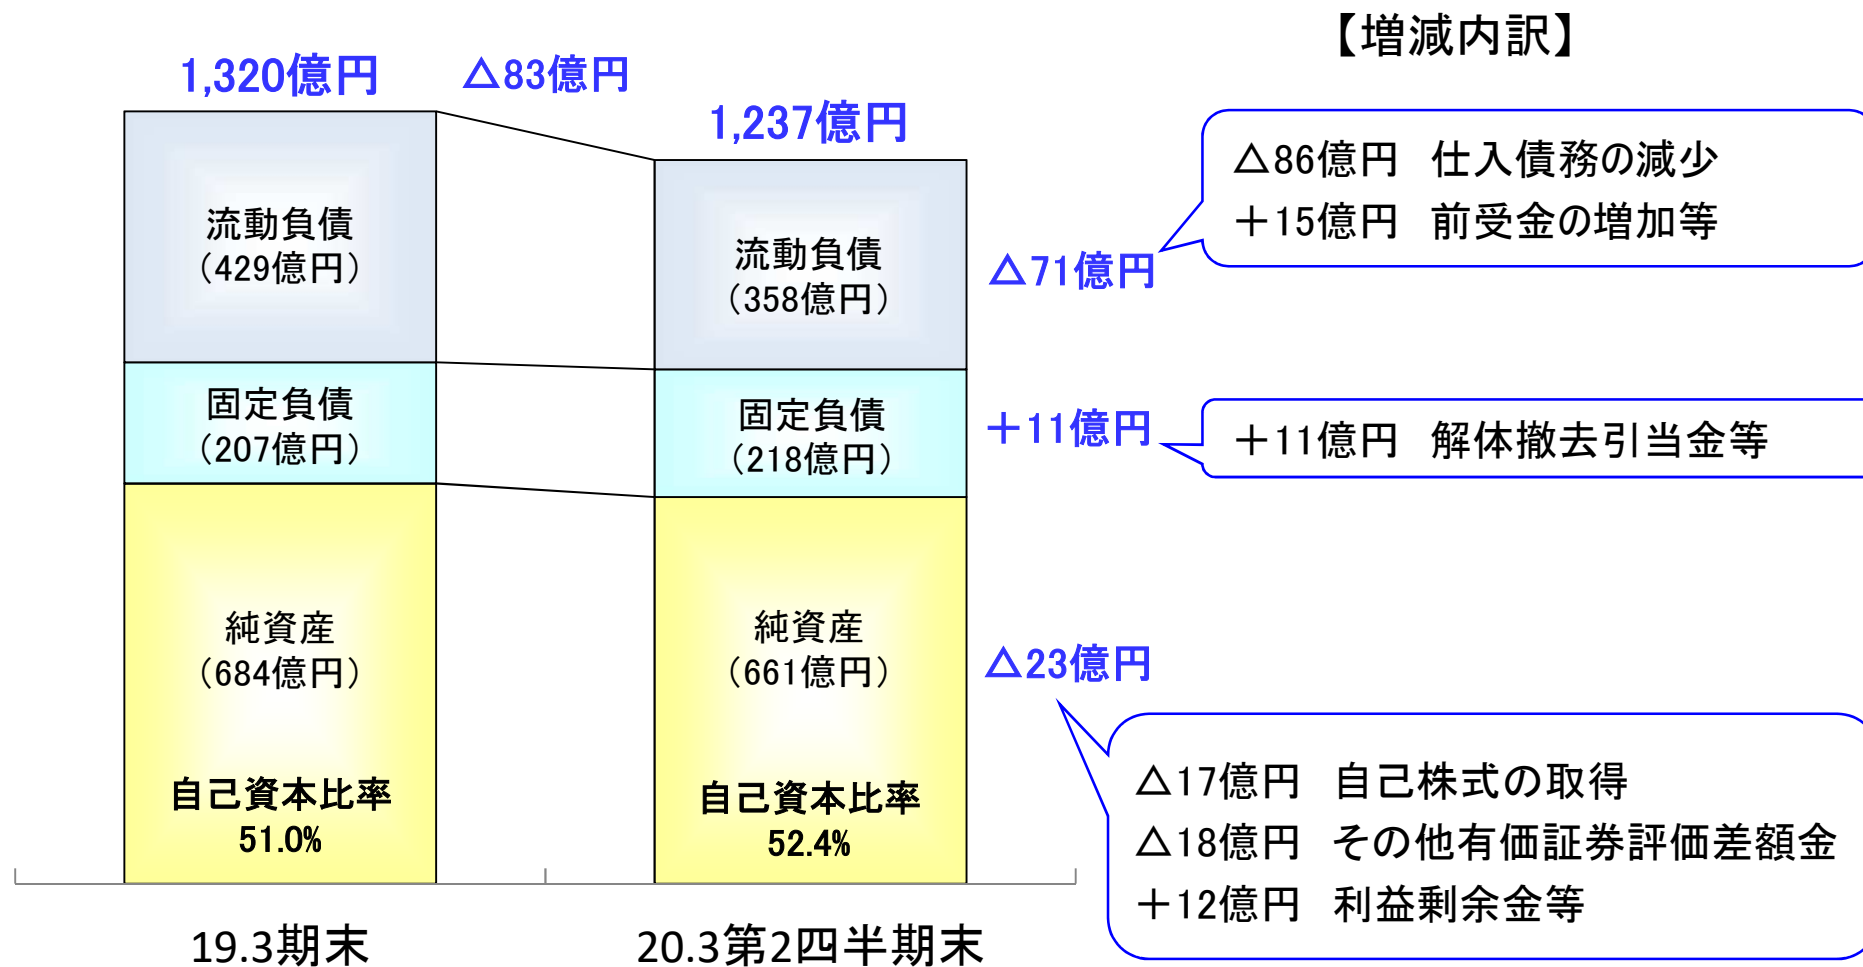 【増減内訳】
1,320億円
△83億円
1,237億円
流動負債
（429億円）
固定負債
（207億円）
純資産
（684億円）
自己資本比率
51.0%
流動負債
（358億円）
固定負債
（218億円）
純資産
（661億円）
自己資本比率
52.4%
△71億円
△86億円　仕入債務の減少
＋15億円　前受金の増加等
＋11億円
＋11億円　解体撤去引当金等
△23億円
△17億円　自己株式の取得
△18億円　その他有価証券評価差額金
＋12億円　利益剰余金等
19.3期末
20.3第2四半期末